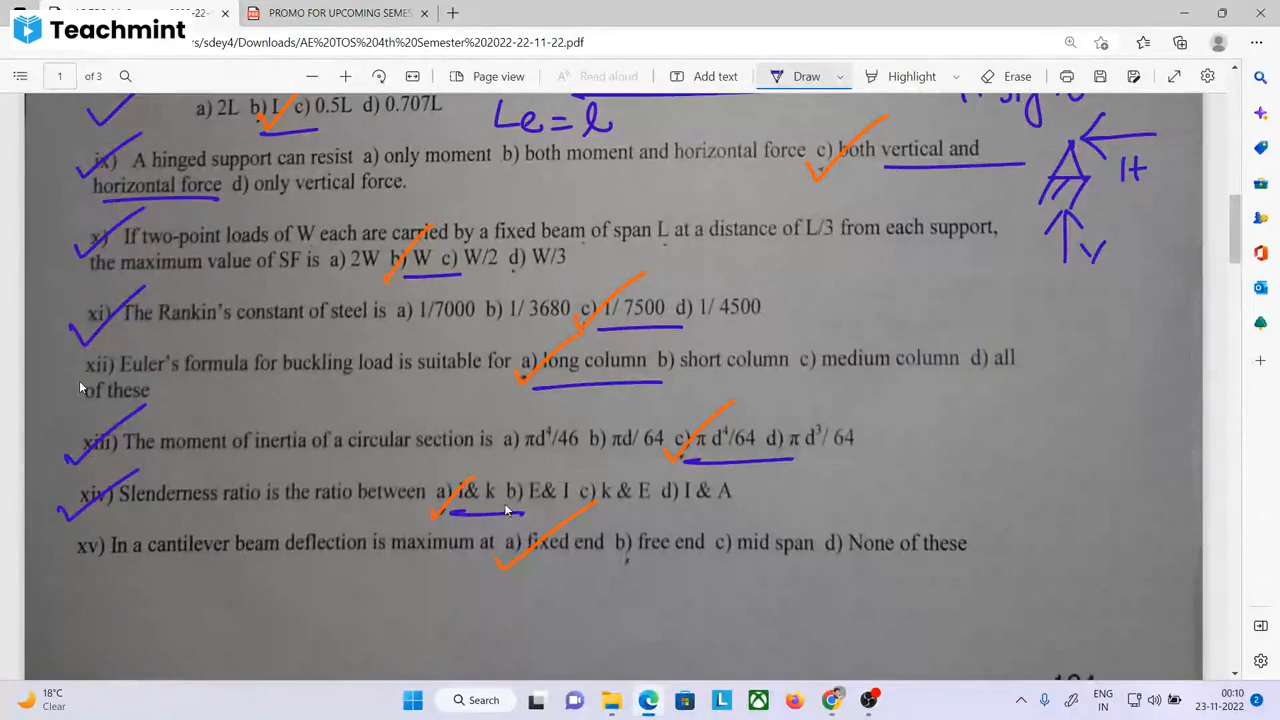 PROMO FOR UPCOMING SEMES
Teachmint
rs/sdey4/Downloads/AE%20TOS%204th%20Semester%202022-22-11-22.pdf
1 of 3
Page view
Read aloud
Add text
Draw
Highlight
Erase
a) 2L b) L c) 0.5L d) 0.707L
Le = l
ix) A hinged support can resist a) only moment b) both moment and horizontal force c) both vertical and
horizontal force d) only vertical force.
H
V
x) If two-point loads of W each are carried by a fixed beam of span L at a distance of L/3 from each support,
the maximum value of SF is a) 2W b) W c) W/2 d) W/3
xi) The Rankin's constant of steel is a) 1/7000 b) 1/ 3680 c) 1/ 7500 d) 1/ 4500
xii) Euler's formula for buckling load is suitable for a) long column b) short column c) medium column d) all
of these
xiii) The moment of inertia of a circular section is a) πd⁴/46 b) πd/ 64 c) π d⁴/64 d) π d³/ 64
xiv) Slenderness ratio is the ratio between a) l& k b) E& I c) k & E d) I & A
xv) In a cantilever beam deflection is maximum at a) fixed end b) free end c) mid span d) None of these
18°C
Clear
Search
ENG
IN
00:10
23-11-2022